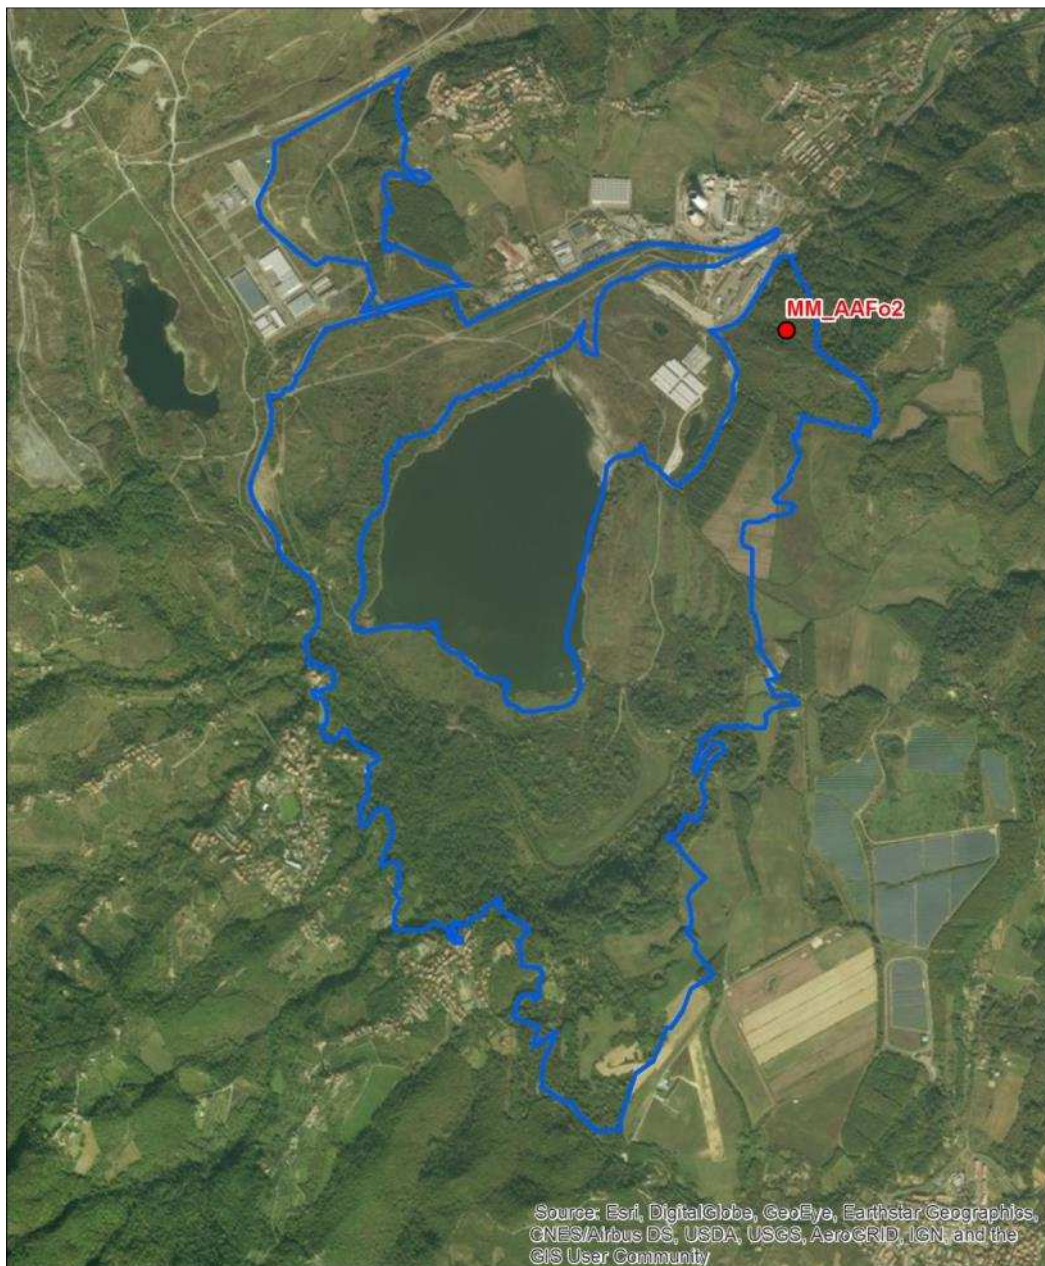 MM_AAFo2
Source: Esri, DigitalGlobe, GeoEye, Earthstar Geographics,
CNES/Airbus DS, USDA, USGS, AeroGRID, IGN, and the
GIS User Community